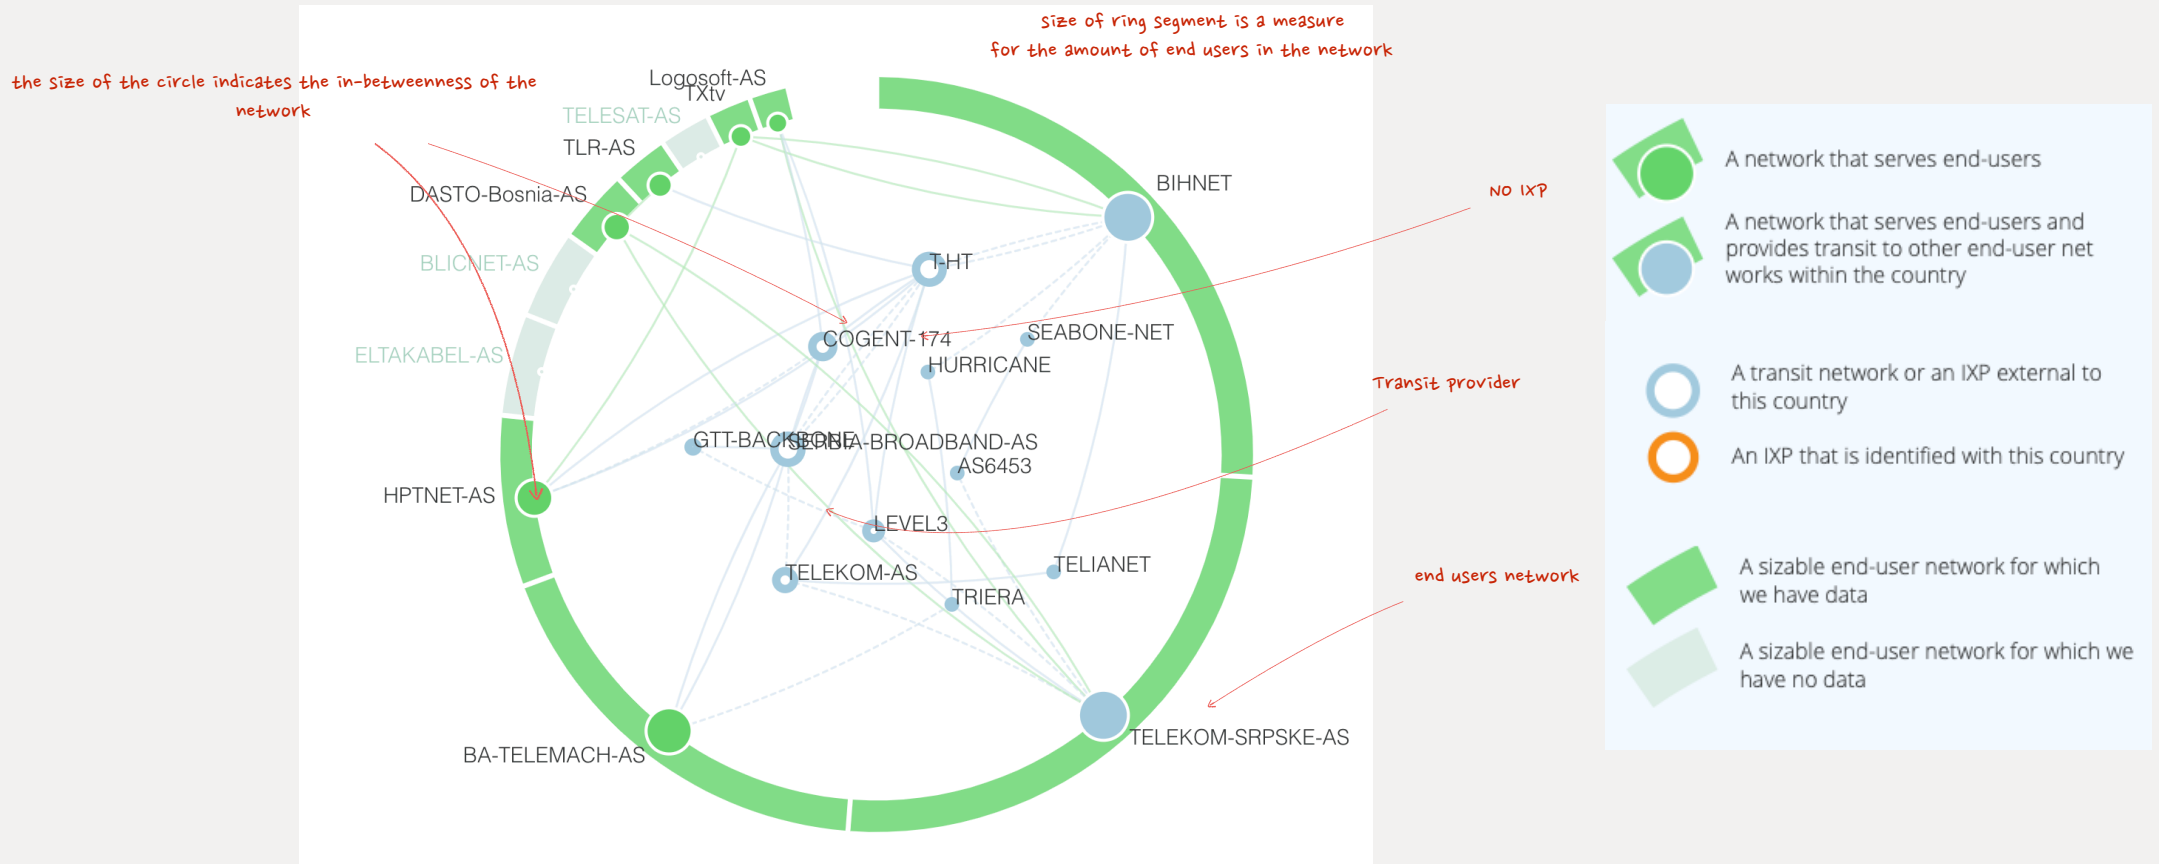 size of ring segment is a measure
for the amount of end users in the network
the size of the circle indicates the in-betweenness of the
network
Logosoft-AS
TXtv
TELESAT-AS
TLR-AS
DASTO-Bosnia-AS
BLICNET-AS
ELTAKABEL-AS
HPTNET-AS
BA-TELEMACH-AS
BIHNET
T-HT
COGENT-174
SEABONE-NET
HURRICANE
GTT-BACKBONE
SERBIA-BROADBAND-AS
AS6453
LEVEL3
TELEKOM-AS
TELIANET
TRIERA
TELEKOM-SRPSKE-AS
NO IXP
Transit provider
end users network
A network that serves end-users
A network that serves end-users and
provides transit to other end-user net
works within the country
A transit network or an IXP external to
this country
An IXP that is identified with this country
A sizable end-user network for which
we have data
A sizable end-user network for which we
have no data